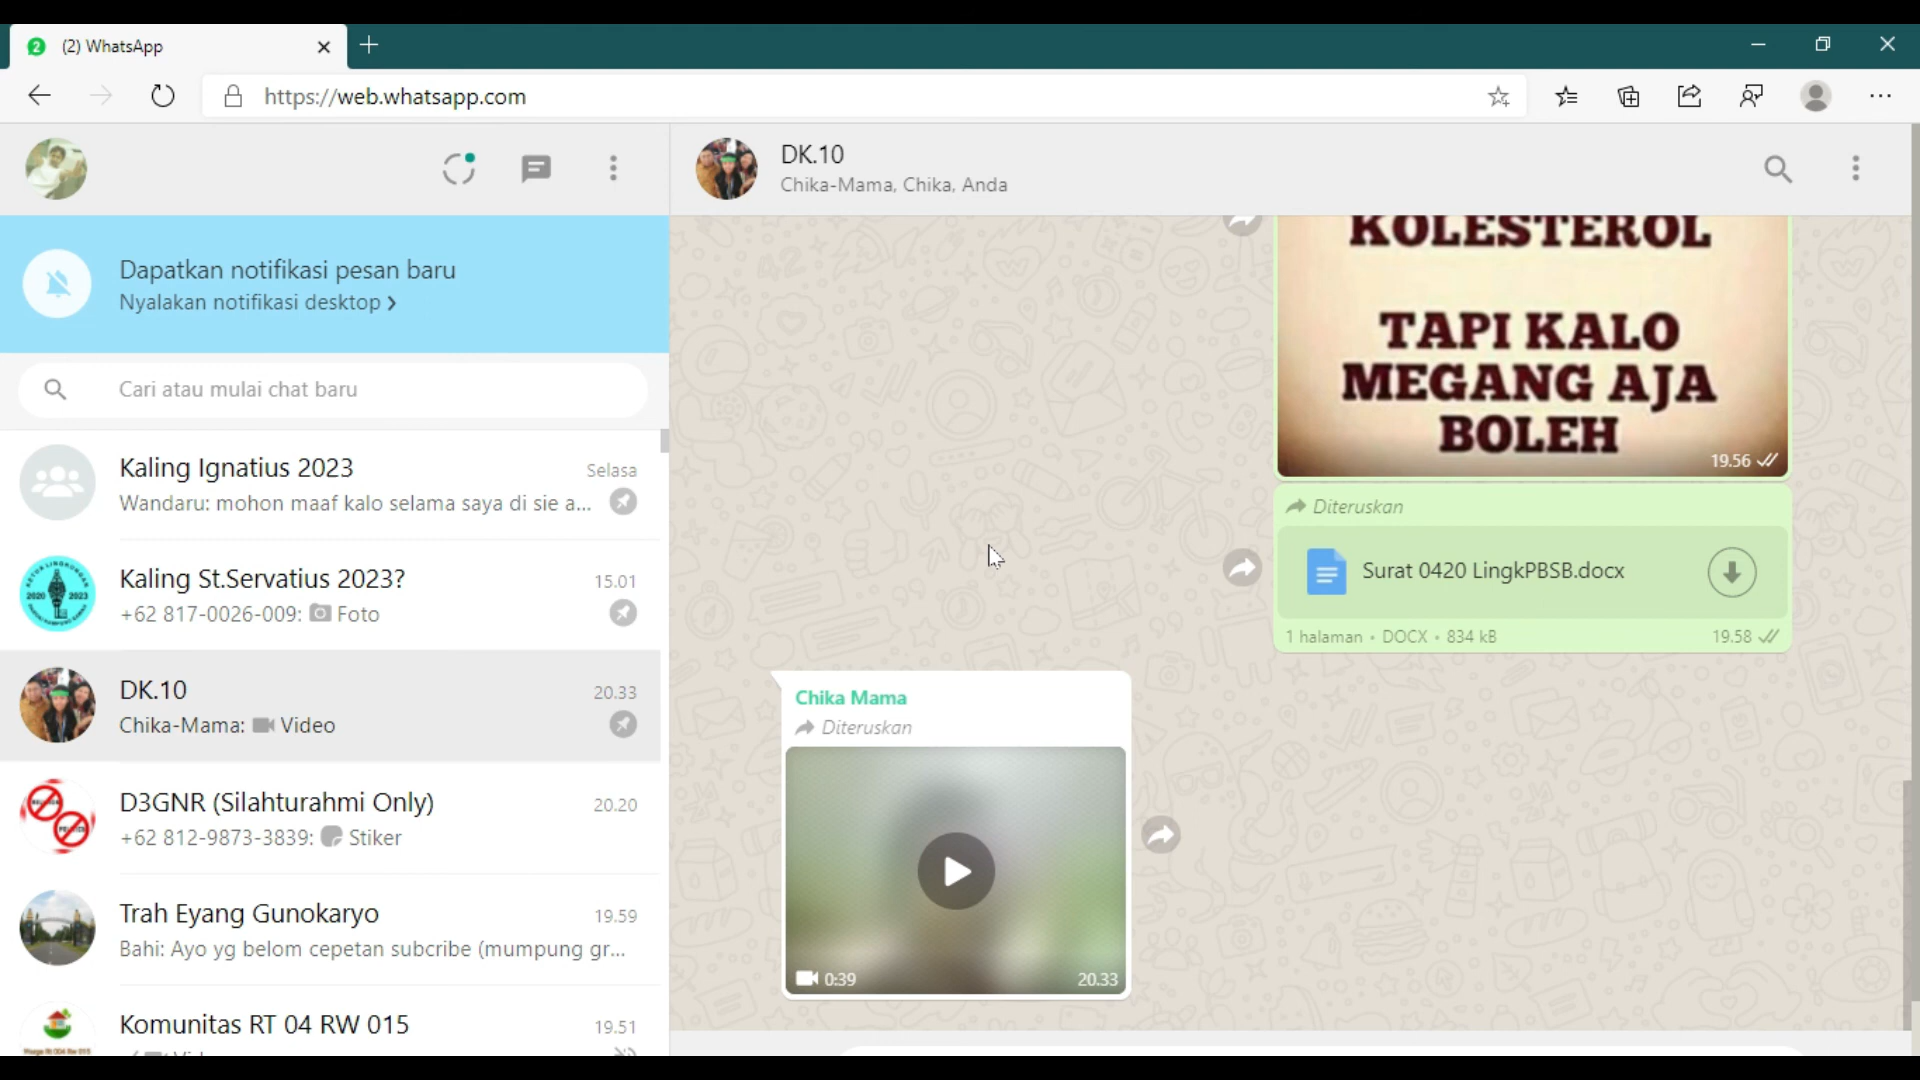 2
(2) WhatsApp
https://web.whatsapp.com
Dapatkan notifikasi pesan baru
Nyalakan notifikasi desktop >
Cari atau mulai chat baru
Kaling Ignatius 2023
Selasa
Wandaru: mohon maaf kalo selama saya di sie a...
Kaling St.Servatius 2023?
15.01
+62 817-0026-009: Foto
DK.10
20.33
Chika-Mama: Video
D3GNR (Silahturahmi Only)
20.20
+62 812-9873-3839: Stiker
Trah Eyang Gunokaryo
19.59
Bahi: Ayo yg belom cepetan subcribe (mumpung gr...
Komunitas RT 04 RW 015
19.51
DK.10
Chika-Mama, Chika, Anda
KOLESTEROL
TAPI KALO
MEGANG AJA
BOLEH
19.56
Diteruskan
Surat 0420 LingkPBSB.docx
1 halaman • DOCX • 834 kB
19.58
Chika Mama
Diteruskan
0:39
20.33